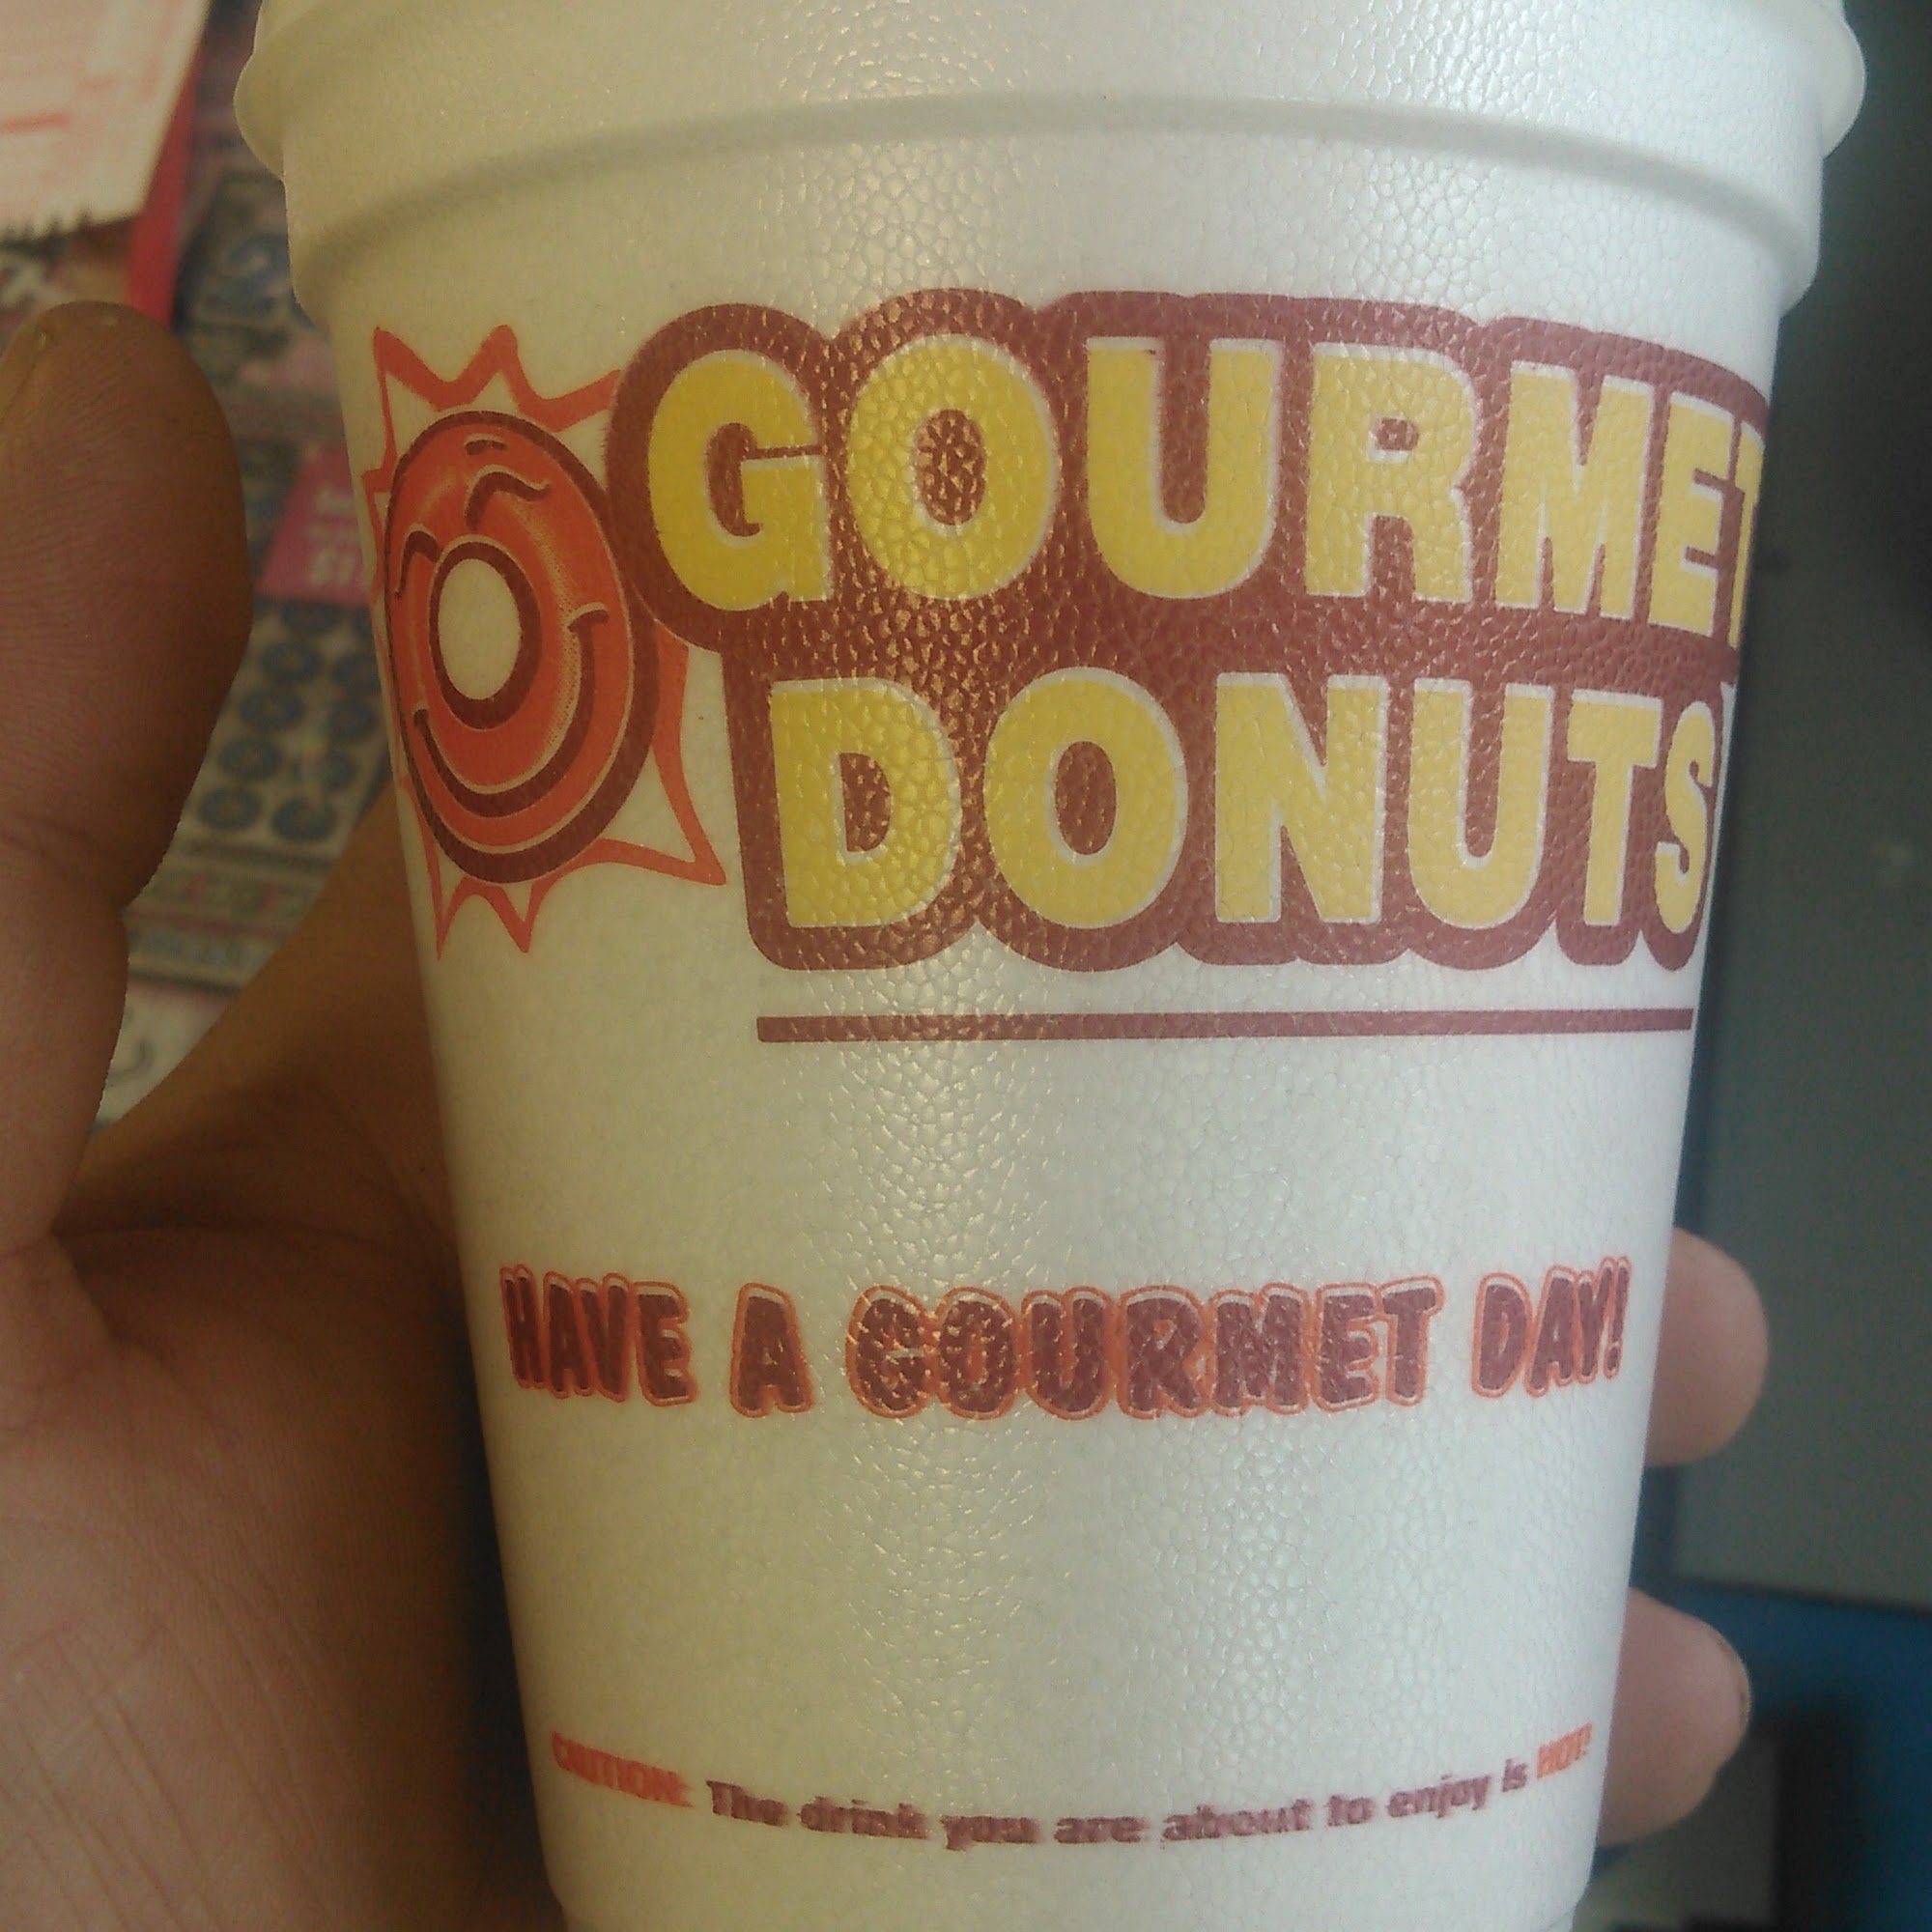 GOURMET
DONUTS
HAVE A GOURMET DAY!
CAUTION: The drink you are about to enjoy is HOT!